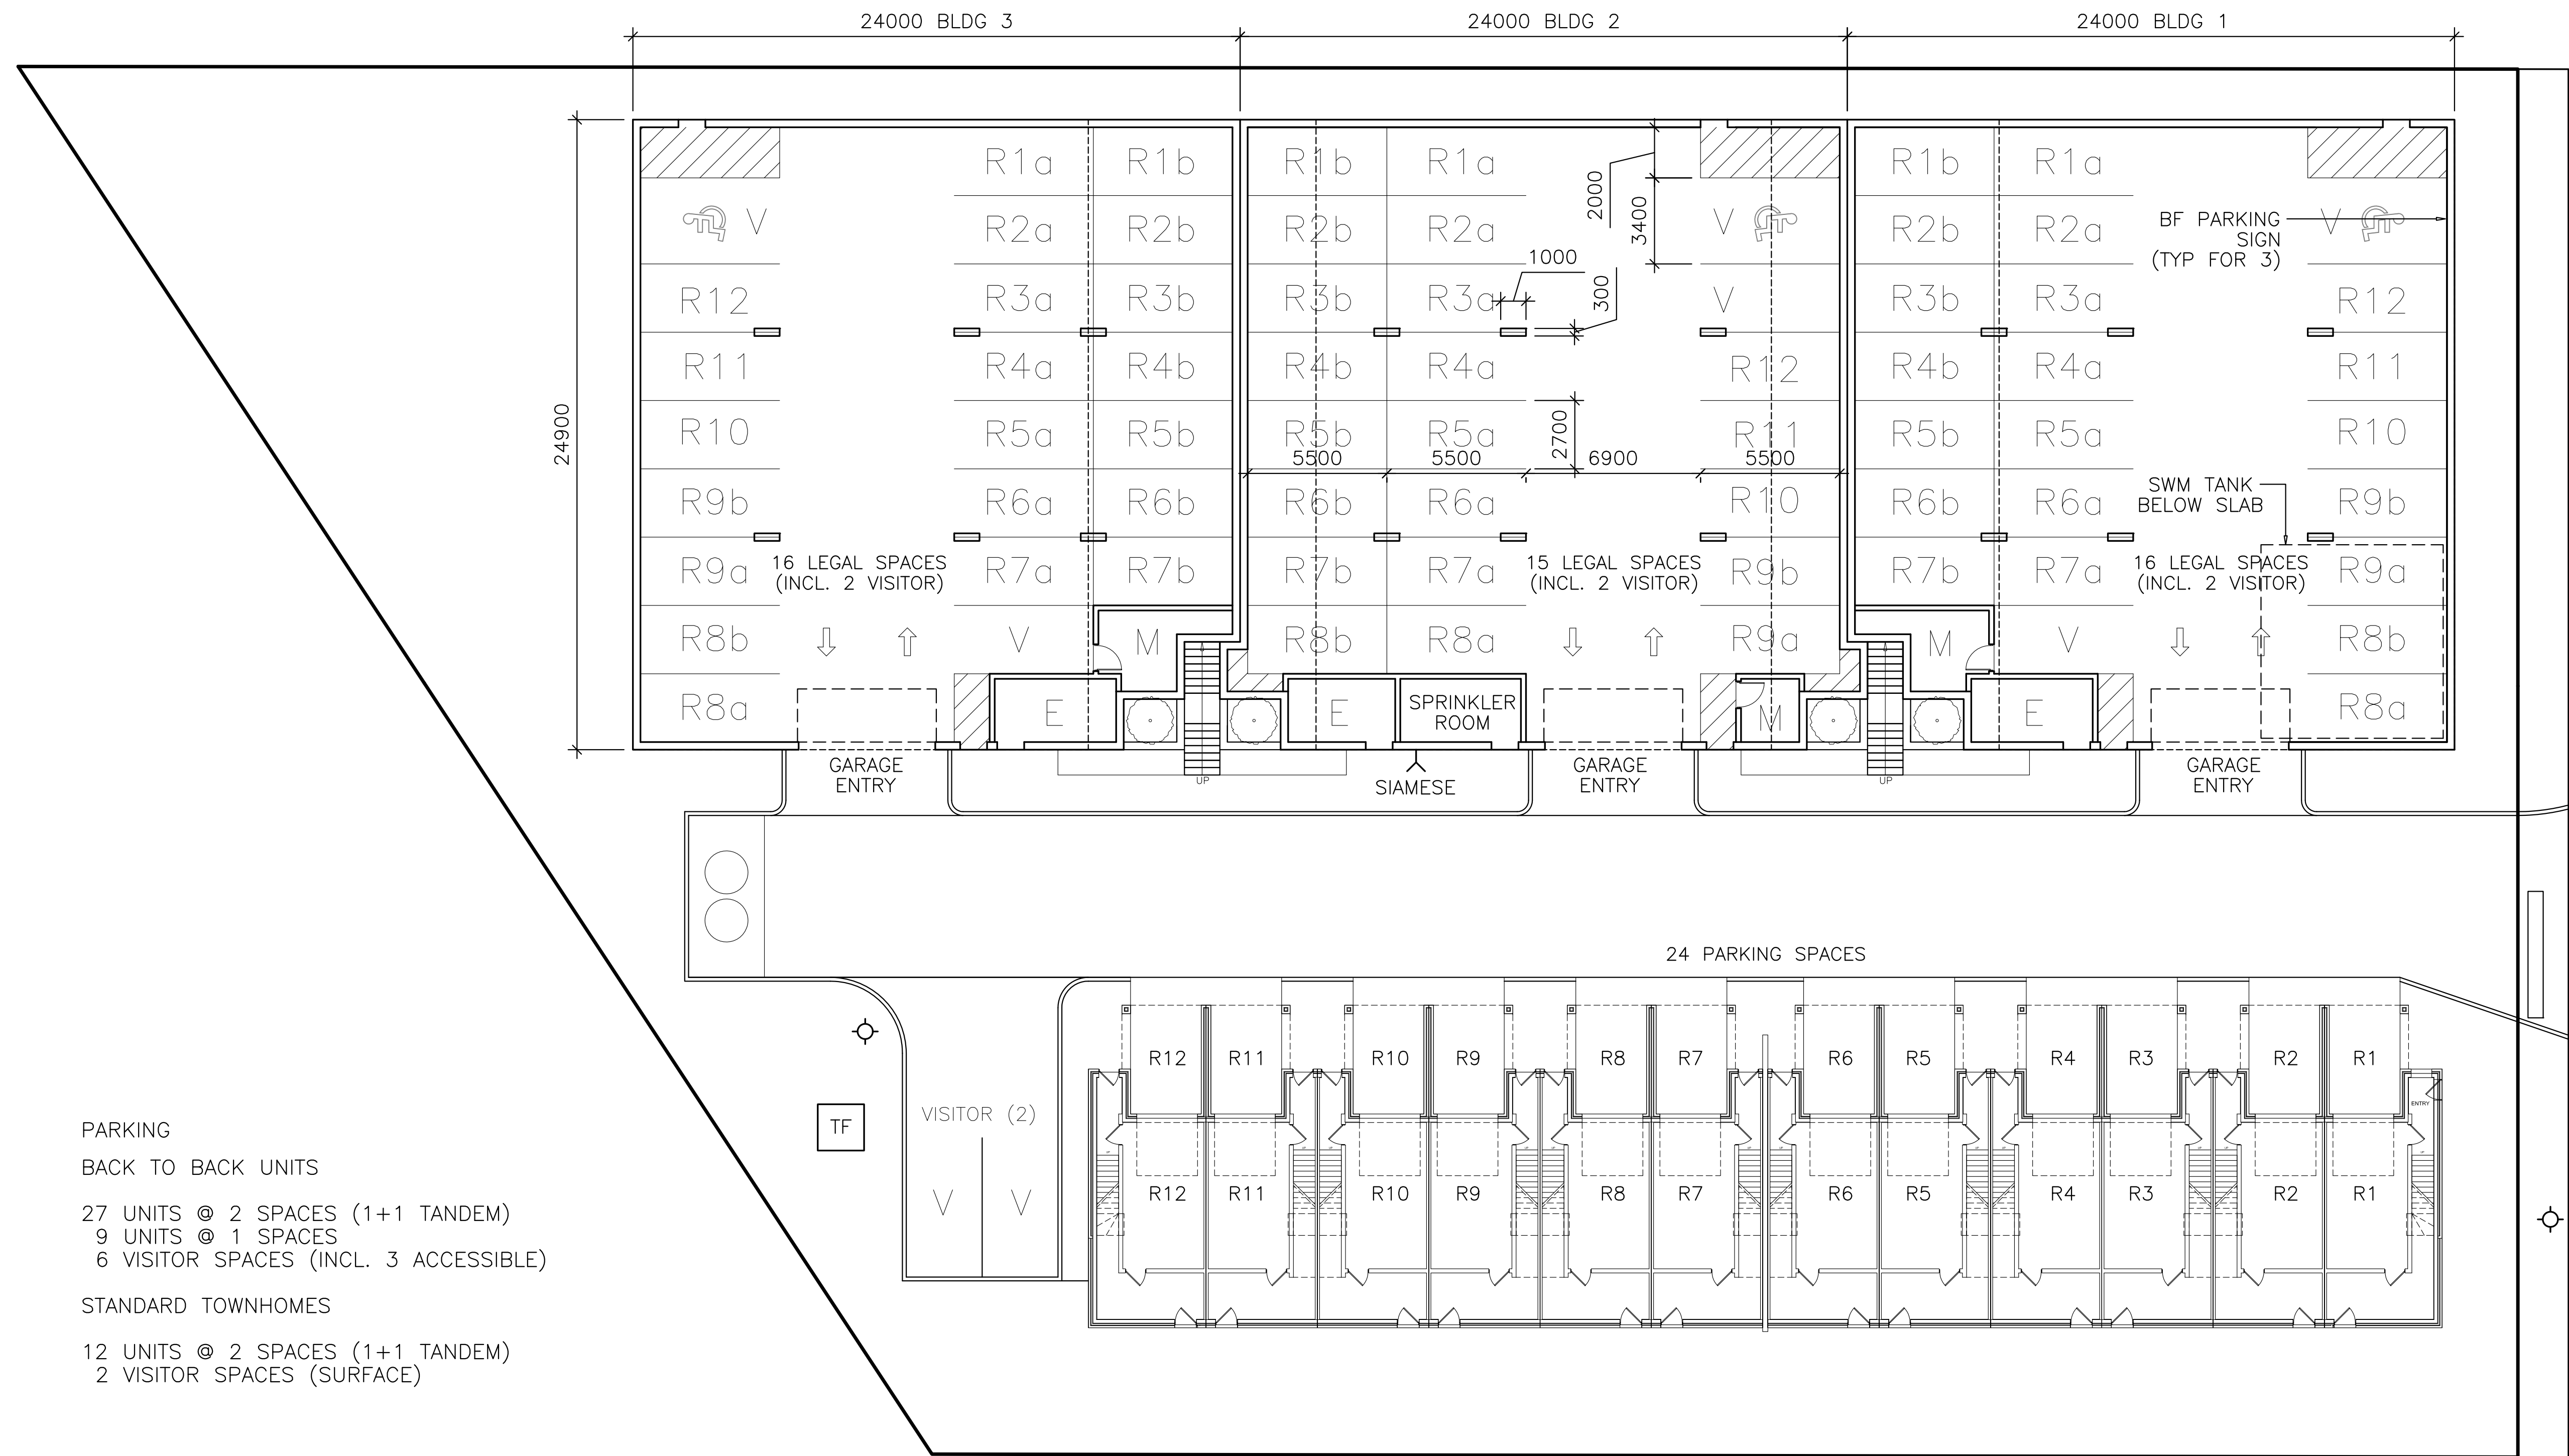 24000 BLDG 3
24000 BLDG 2
24000 BLDG 1
24900
R1a R1b
V R2a R2b
R12 R3a R3b
R11 R4a R4b
R10 R5a R5b
R9b R6a R6b
R9a R7a R7b
16 LEGAL SPACES
(INCL. 2 VISITOR)
R8b V M
R8a E
GARAGE
ENTRY
UP
R1b R1a
R2b R2a V
R3b R3a V
R4b R4a R12
R5b R5a R11
R6b R6a R10
R7b R7a R9b
R8b R8a R9a
2000
3400
1000
300
2700
5500 5500 6900 5500
15 LEGAL SPACES
(INCL. 2 VISITOR)
E
SPRINKLER
ROOM
M
SIAMESE
GARAGE
ENTRY
UP
R1b R1a
R2b R2a V
R3b R3a R12
R4b R4a R11
R5b R5a R10
R6b R6a R9b
R7b R7a R9a
M V R8b
E R8a
BF PARKING
SIGN
(TYP FOR 3)
SWM TANK
BELOW SLAB
16 LEGAL SPACES
(INCL. 2 VISITOR)
GARAGE
ENTRY
24 PARKING SPACES
R12 R11 R10 R9 R8 R7 R6 R5 R4 R3 R2 R1
ENTRY
R12 R11 R10 R9 R8 R7 R6 R5 R4 R3 R2 R1
TF
VISITOR (2)
V V
PARKING
BACK TO BACK UNITS
27 UNITS @ 2 SPACES (1+1 TANDEM)
9 UNITS @ 1 SPACES
6 VISITOR SPACES (INCL. 3 ACCESSIBLE)
STANDARD TOWNHOMES
12 UNITS @ 2 SPACES (1+1 TANDEM)
2 VISITOR SPACES (SURFACE)